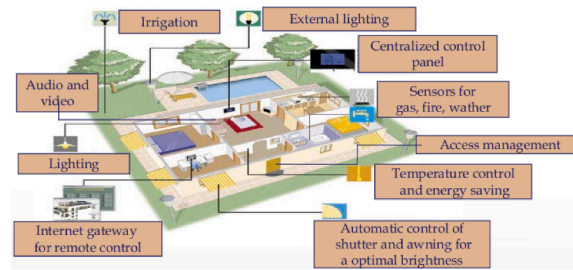 Irrigation
External lighting
Centralized control
panel
Audio and
video
Sensors for
gas, fire, wather
Lighting
Access management
Temperature control
and energy saving
Internet gateway
for remote control
Automatic control of
shutter and awning for
a optimal brightness